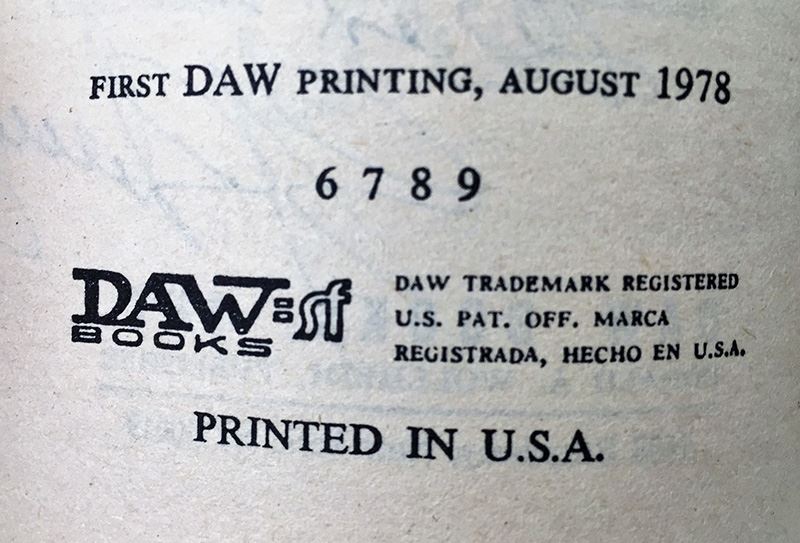 FIRST DAW PRINTING, AUGUST 1978
6 7 8 9
DAW:sf
BOOKS
DAW TRADEMARK REGISTERED
U.S. PAT. OFF. MARCA
REGISTRADA, HECHO EN U.S.A.
PRINTED IN U.S.A.